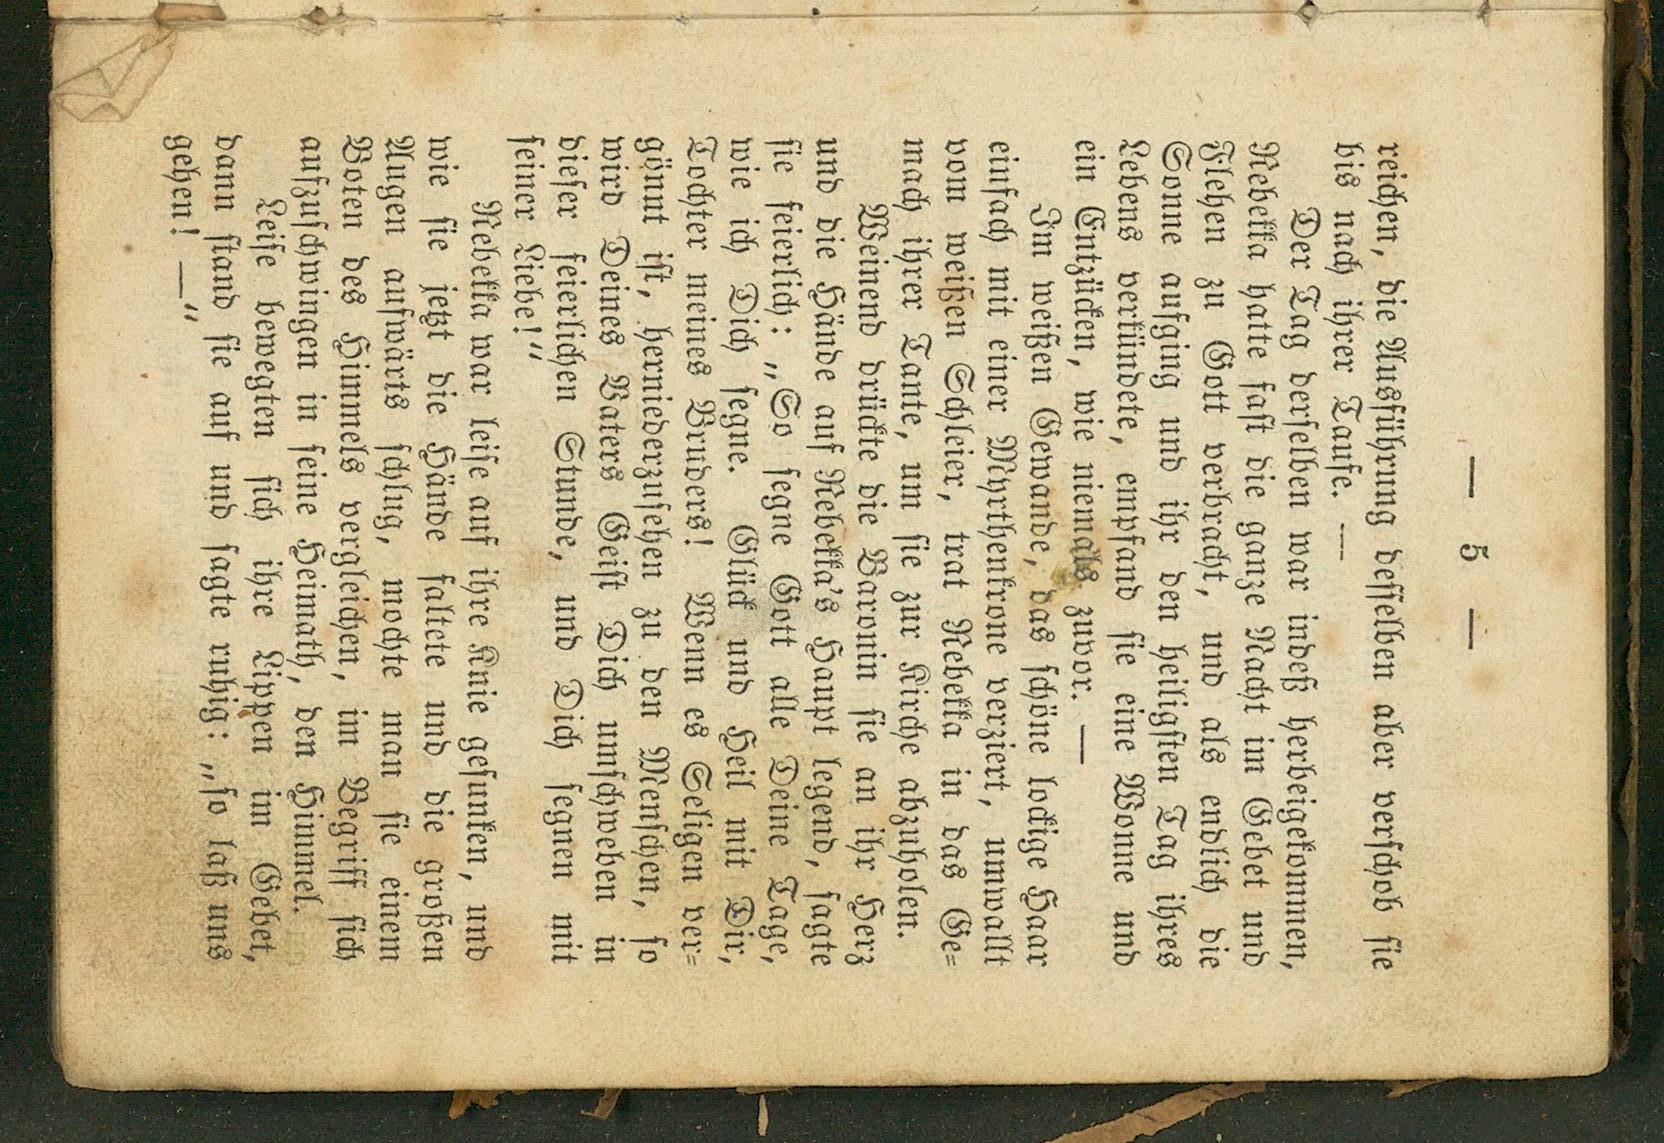 — 5 —
reichen, die Ausführung desselben aber verschob sie
bis nach ihrer Taufe. —
Der Tag derselben war indeß herbeigekommen,
Rebekka hatte fast die ganze Nacht im Gebet und
Flehen zu Gott verbracht, und als endlich die
Sonne aufging und ihr den heiligsten Tag ihres
Lebens verkündete, empfand sie eine Wonne und
ein Entzücken, wie niemals zuvor. —
Im weißen Gewande, das schöne lockige Haar
einfach mit einer Myrthenkrone verziert, umwallt
vom weißen Schleier, trat Rebekka in das Ge-
mach ihrer Tante, um sie zur Kirche abzuholen.
Weinend drückte die Baronin sie an ihr Herz
und die Hände auf Rebekka's Haupt legend, sagte
sie feierlich: „So segne Gott alle Deine Tage,
wie ich Dich segne. Glück und Heil mit Dir,
Tochter meines Bruders! Wenn es Seligen ver-
gönnt ist, herniederzusehen zu den Menschen, so
wird Deines Vaters Geist Dich umschweben in
dieser feierlichen Stunde, und Dich segnen mit
seiner Liebe!“
Rebekka war leise auf ihre Knie gesunken, und
wie sie jetzt die Hände faltete und die großen
Augen aufwärts schlug, mochte man sie einem
Boten des Himmels vergleichen, im Begriff sich
aufzuschwingen in seine Heimath, den Himmel.
Leise bewegten sich ihre Lippen im Gebet,
dann stand sie auf und sagte ruhig: „so laß uns
gehen! —“